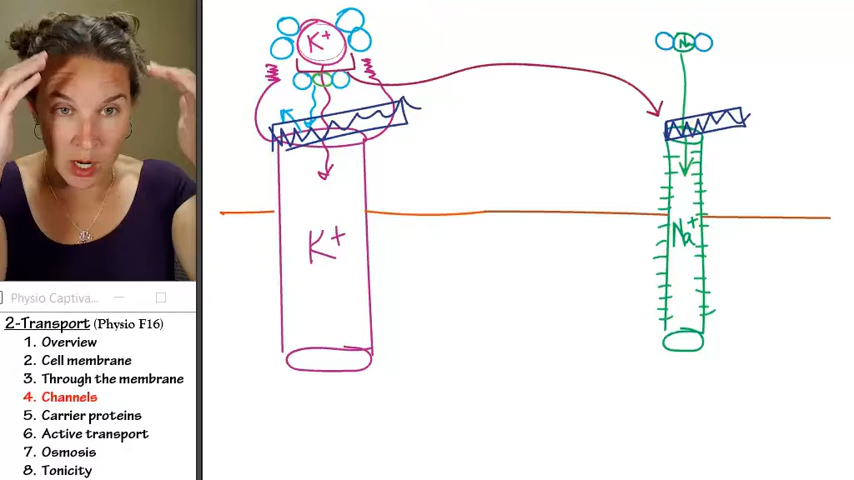 K+
Na
K+
Na+
Physio Captiva...
2-Transport (Physio F16)
1. Overview
2. Cell membrane
3. Through the membrane
4. Channels
5. Carrier proteins
6. Active transport
7. Osmosis
8. Tonicity